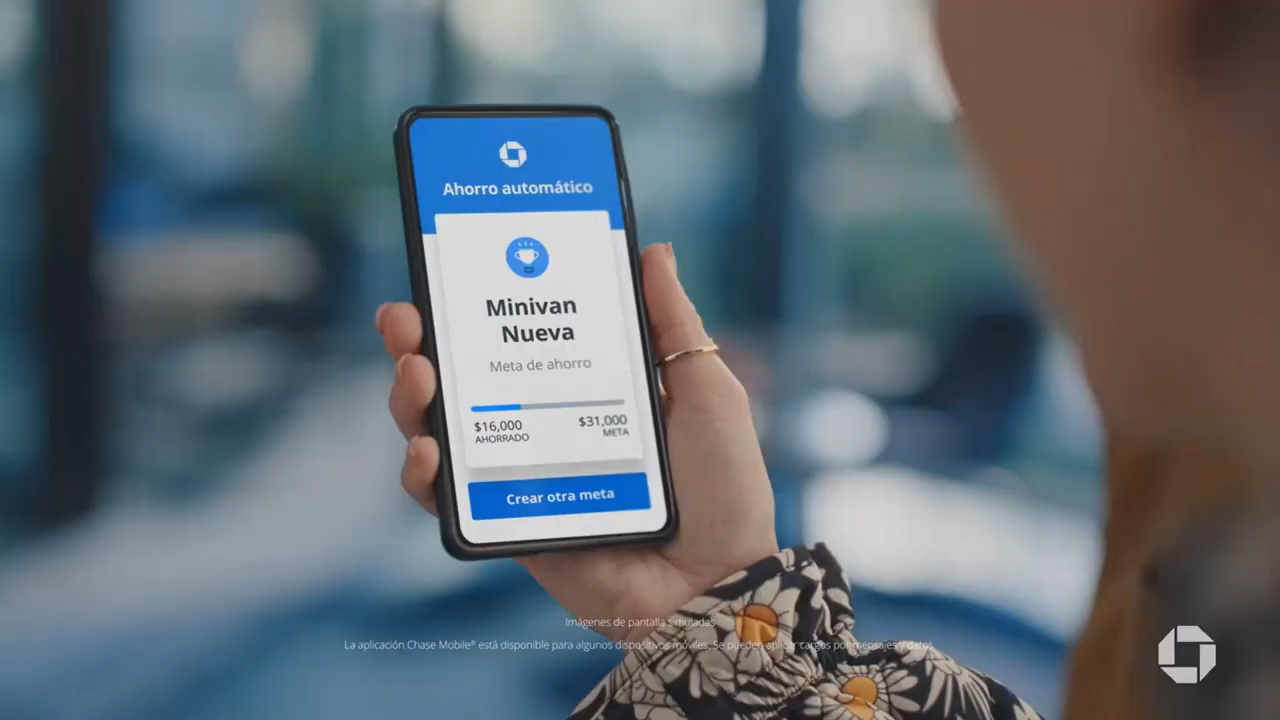 Ahorro automático
Minivan
Nueva
Meta de ahorro
$16,000
AHORRADO
$31,000
META
Crear otra meta
Imágenes de pantalla simuladas
La aplicación Chase Mobile® está disponible para algunos dispositivos móviles. Se pueden aplicar cargos por mensajes y datos.